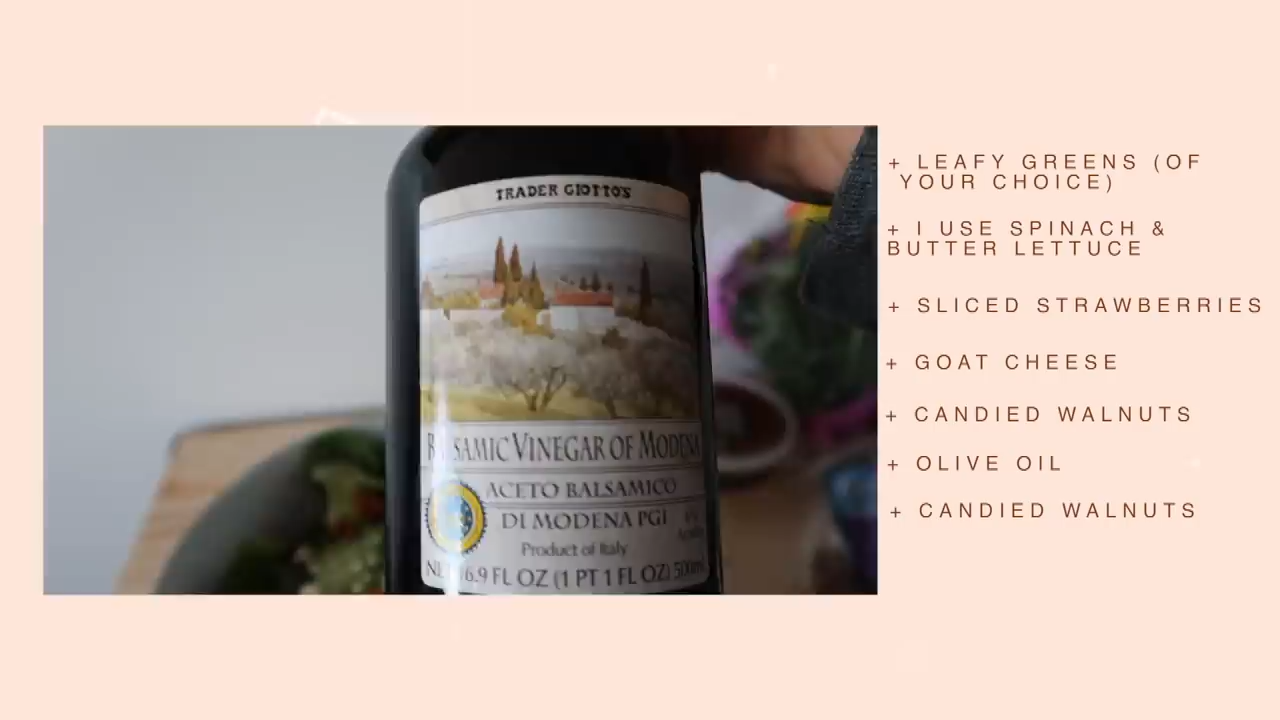 TRADER GIOTTO'S
BALSAMIC VINEGAR OF MODENA
ACETO BALSAMICO
DI MODENA PGI
Product of Italy
16.9 FL OZ (1 PT 1 FL OZ) 500mL
+ LEAFY GREENS (OF
YOUR CHOICE)
+ I USE SPINACH &
BUTTER LETTUCE
+ SLICED STRAWBERRIES
+ GOAT CHEESE
+ CANDIED WALNUTS
+ OLIVE OIL
+ CANDIED WALNUTS